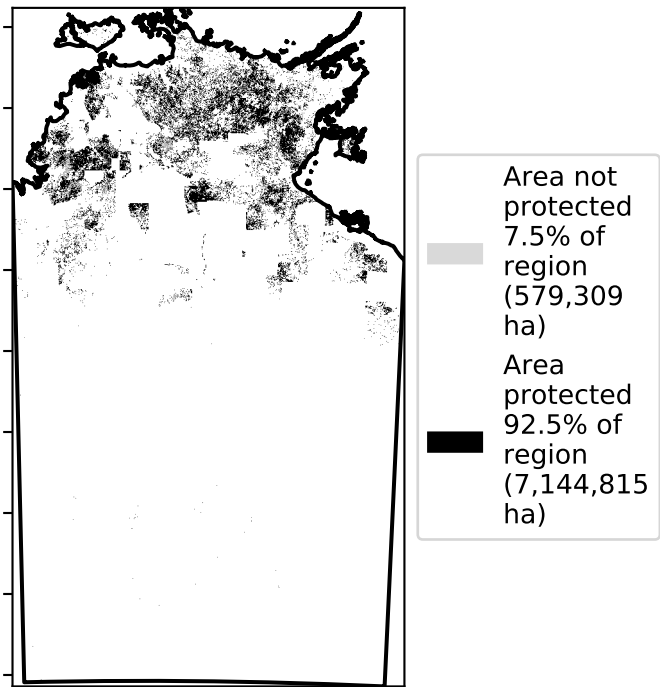 Area not
protected
7.5% of
region
(579,309
ha)
Area
protected
92.5% of
region
(7,144,815
ha)